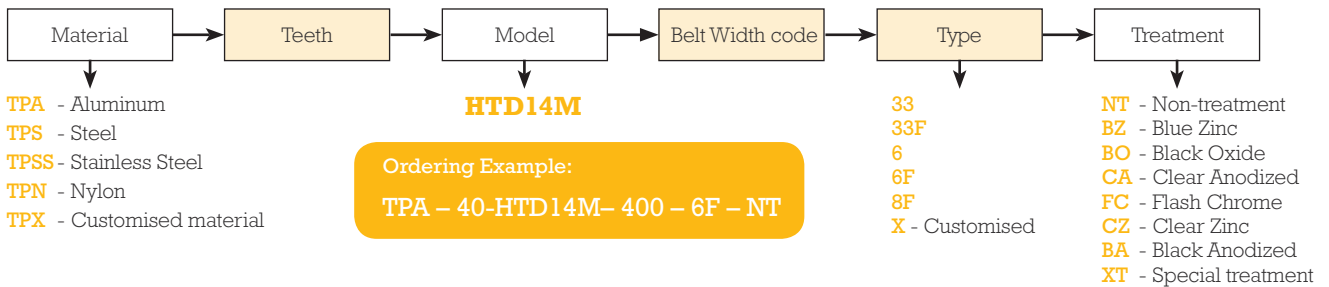 Material
Teeth
Model
Belt Width code
Type
Treatment
TPA - Aluminum
TPS - Steel
TPSS - Stainless Steel
TPN - Nylon
TPX - Customised material
HTD14M
Ordering Example:
TPA – 40-HTD14M– 400 – 6F – NT
33
33F
6
6F
8F
X - Customised
NT - Non-treatment
BZ - Blue Zinc
BO - Black Oxide
CA - Clear Anodized
FC - Flash Chrome
CZ - Clear Zinc
BA - Black Anodized
XT - Special treatment